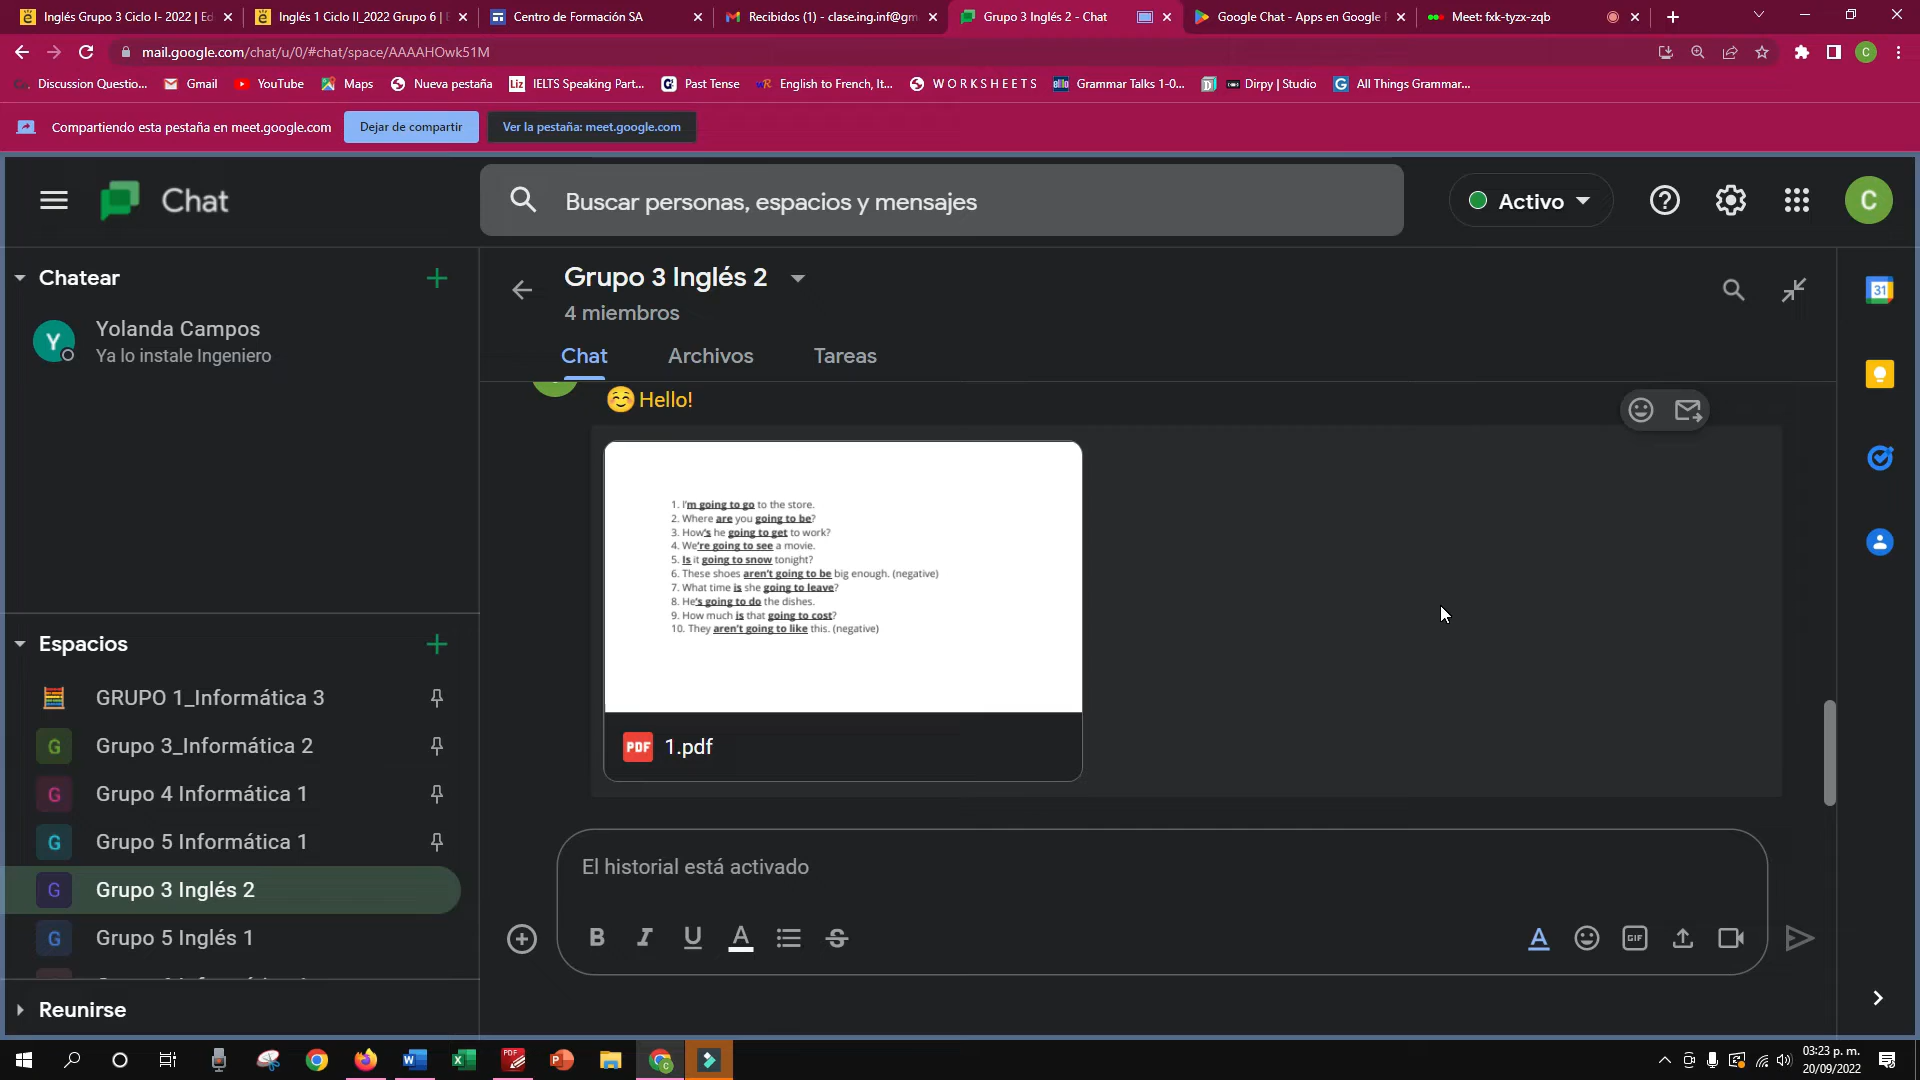 Inglés Grupo 3 Ciclo I- 2022 | Ed
Inglés 1 Ciclo II_2022 Grupo 6 | E
Centro de Formación SA
Recibidos (1) - clase.ing.inf@gm
Grupo 3 Inglés 2 - Chat
Google Chat - Apps en Google
Meet: fxk-tyzx-zqb
mail.google.com/chat/u/0/#chat/space/AAAAHOwk51M
C
Discussion Questio...
Gmail
YouTube
Maps
Nueva pestaña
Liz
IELTS Speaking Part...
Past Tense
English to French, It...
W O R K S H E E T S
Grammar Talks 1-0...
Dirpy | Studio
All Things Grammar...
Compartiendo esta pestaña en meet.google.com
Dejar de compartir
Ver la pestaña: meet.google.com
Chat
Buscar personas, espacios y mensajes
Activo
C
Chatear
Y
Yolanda Campos
Ya lo instale Ingeniero
Grupo 3 Inglés 2
4 miembros
Chat
Archivos
Tareas
31
Hello!
1. I'm going to go to the store.
2. Where are you going to be?
3. How's he going to get to work?
4. We're going to see a movie.
5. Is it going to snow tonight?
6. These shoes aren't going to be big enough. (negative)
7. What time is she going to leave?
8. He's going to do the dishes.
9. How much is that going to cost?
10. They aren't going to like this. (negative)
PDF
1.pdf
Espacios
GRUPO 1_Informática 3
G
Grupo 3_Informática 2
G
Grupo 4 Informática 1
G
Grupo 5 Informática 1
G
Grupo 3 Inglés 2
G
Grupo 5 Inglés 1
Reunirse
El historial está activado
B
I
U
A
S
A
GIF
03:23 p. m.
20/09/2022